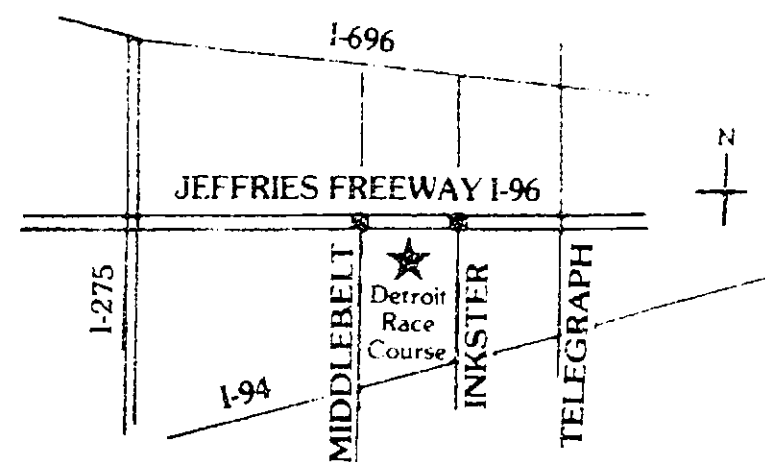 I-696
N
JEFFRIES FREEWAY I-96
I-275
MIDDLEBELT
Detroit
Race
Course
INKSTER
TELEGRAPH
I-94